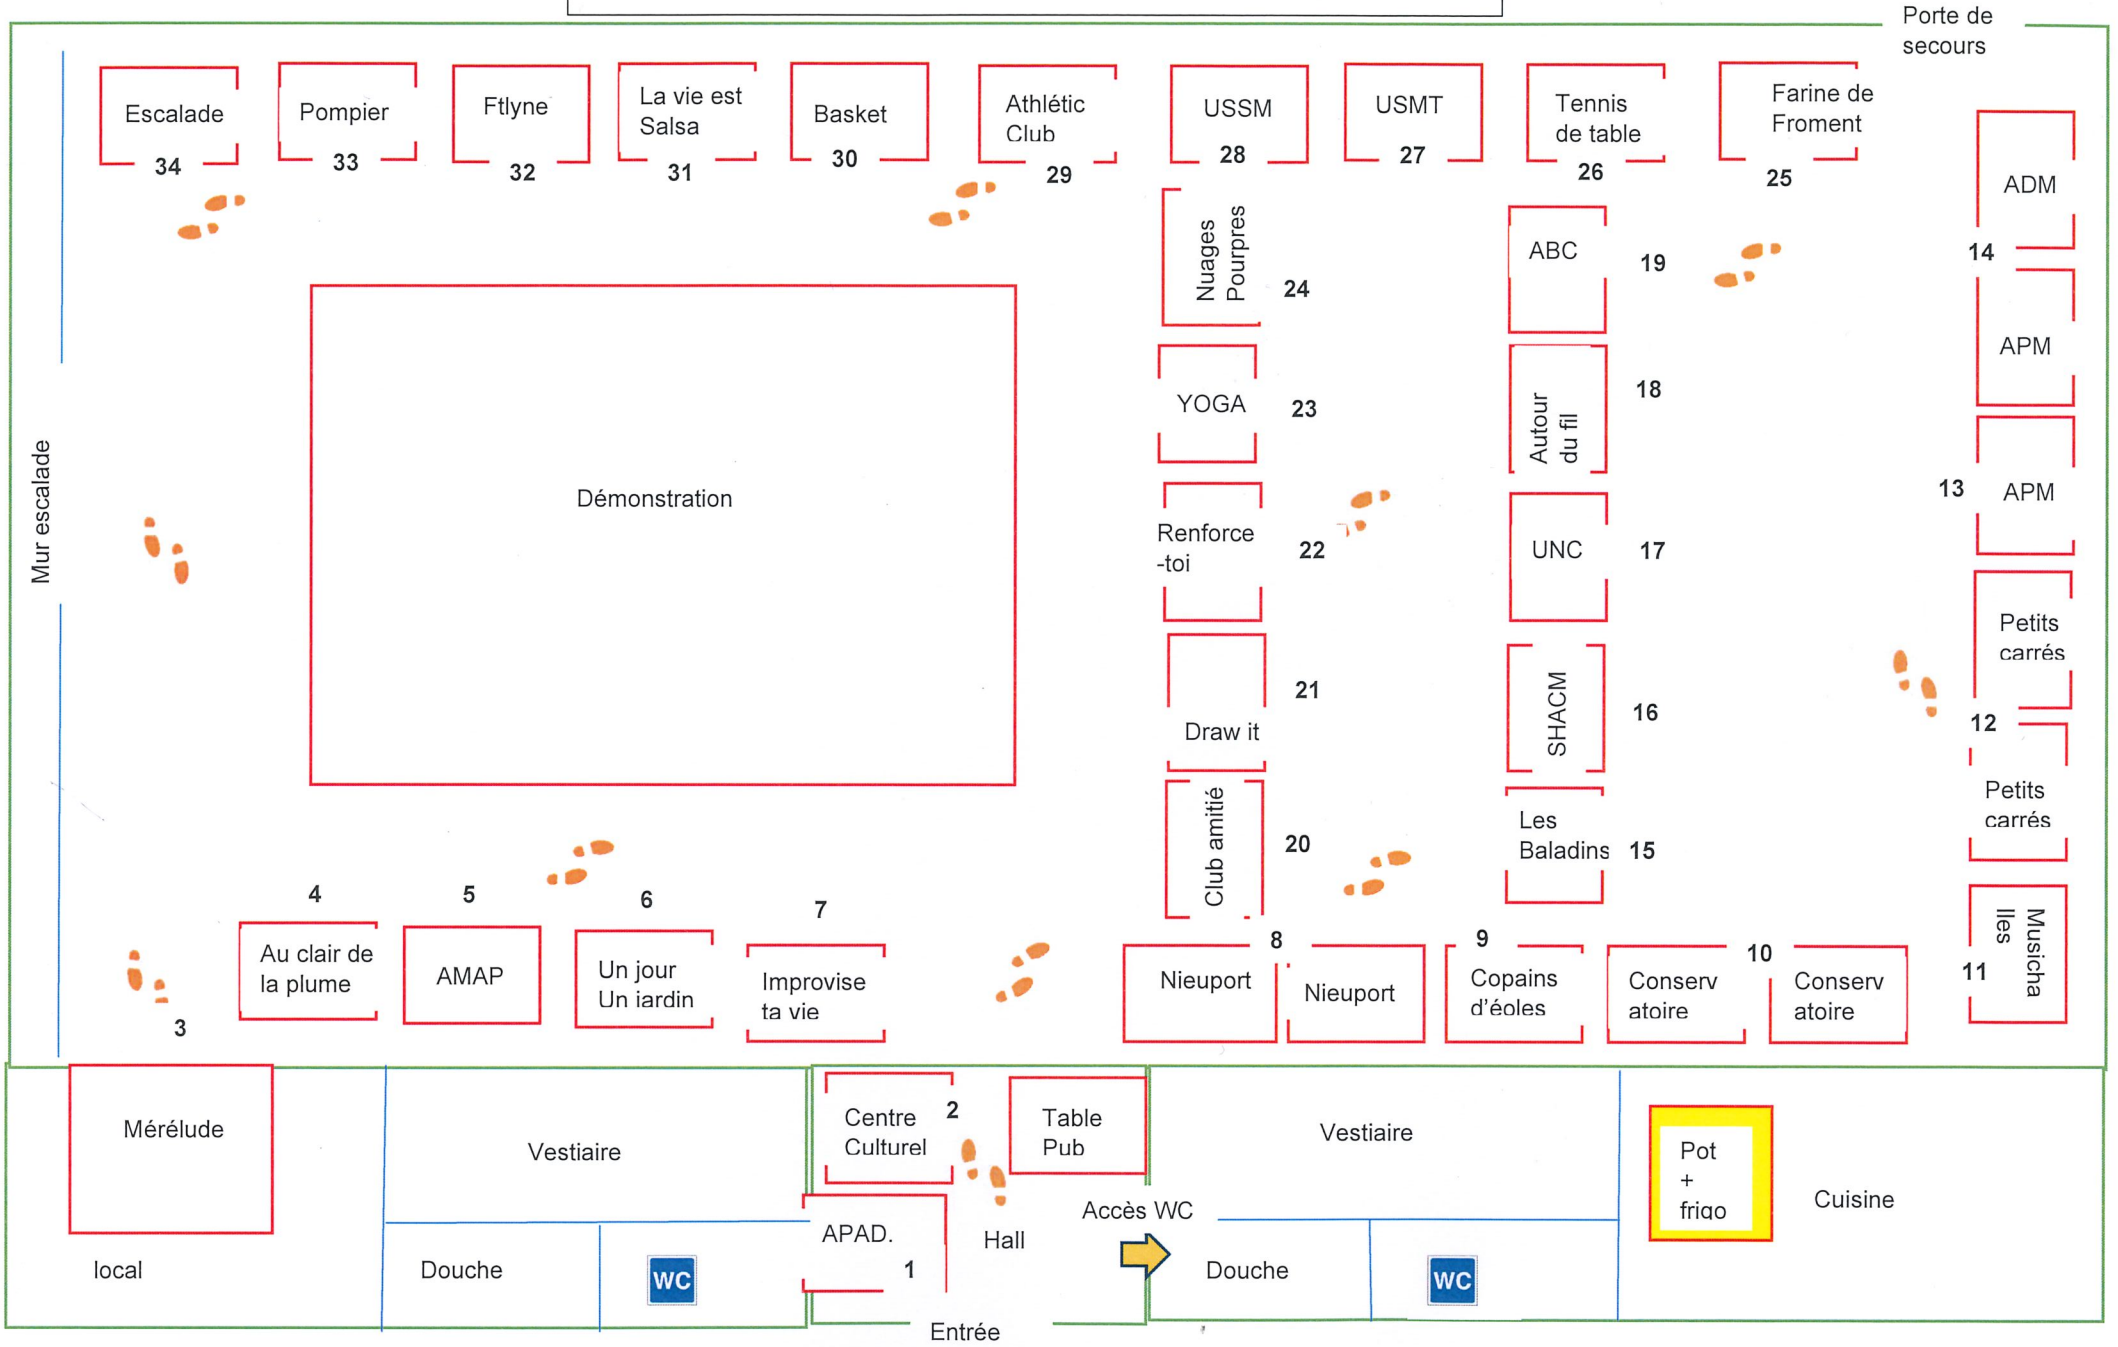 Porte de
secours
Escalade
34
Pompier
33
Ftlyne
32
La vie est
Salsa
31
Basket
30
Athlétic
Club
29
USSM
28
USMT
27
Tennis
de table
26
Farine de
Froment
25
ADM
14
APM
APM
13
Petits
carrés
12
Petits
carrés
Musicha
lles
11
Nuages
Pourpres
24
YOGA
23
Renforce
-toi
22
Draw it
21
Club amitié
20
ABC
19
Autour
du fil
18
UNC
17
SHACM
16
Les
Baladins
15
Mur escalade
Démonstration
3
4
Au clair de
la plume
5
AMAP
6
Un jour
Un jardin
7
Improvise
ta vie
8
Nieuport
Nieuport
9
Copains
d'éoles
10
Conserv
atoire
Conserv
atoire
Mérélude
local
Vestiaire
Douche
WC
Centre
Culturel
2
Table
Pub
APAD.
1
Hall
Entrée
Accès WC
Vestiaire
Douche
WC
Pot
+
frigo
Cuisine